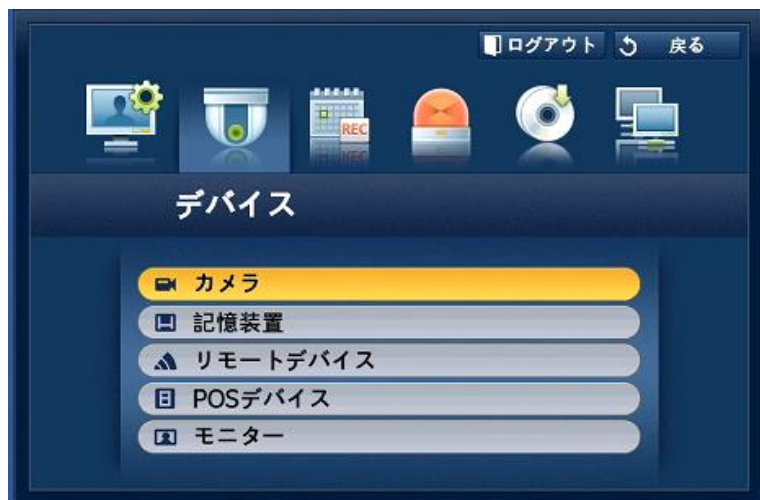 ログアウト 戻る
REC
デバイス
カメラ
記憶装置
リモートデバイス
POSデバイス
モニター